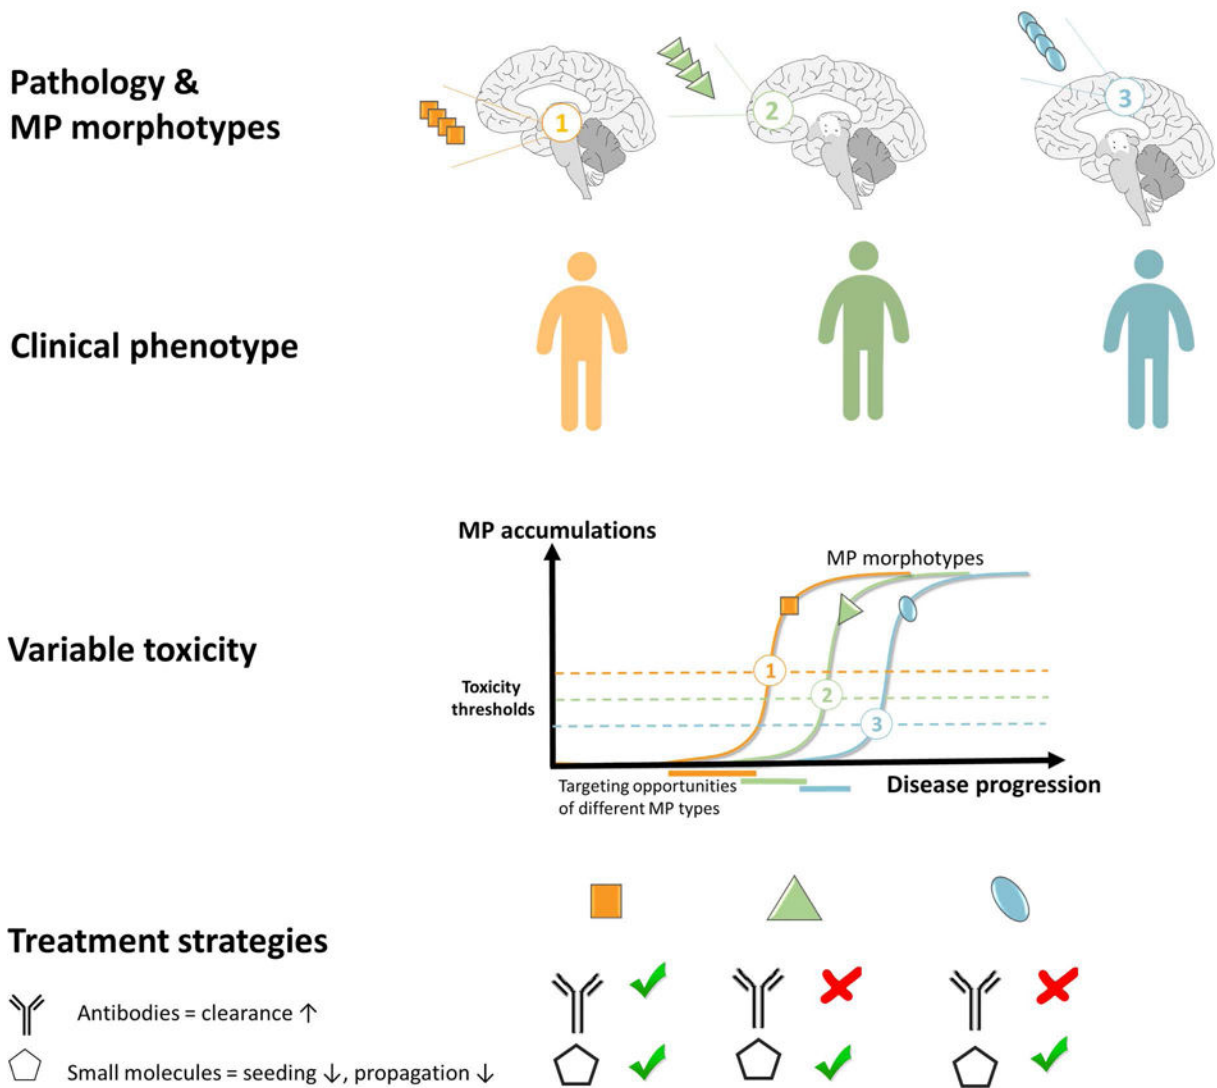 Pathology &
MP morphotypes
1
2
3
Clinical phenotype
MP accumulations
MP morphotypes
Variable toxicity
Toxicity
thresholds
1
2
3
Targeting opportunities
of different MP types
Disease progression
Treatment strategies
Antibodies = clearance ↑
Small molecules = seeding ↓, propagation ↓